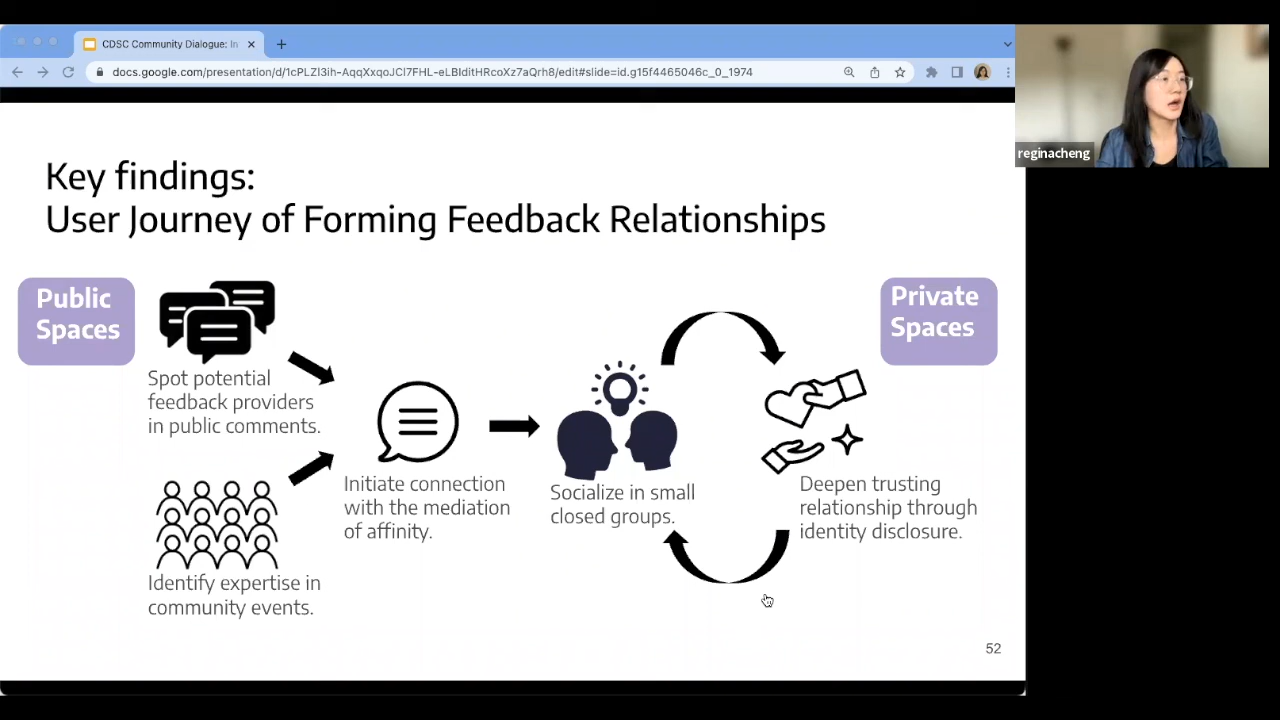 CDSC Community Dialogue: In
docs.google.com/presentation/d/1cPLZl3ih-AqqXxqoJCl7FHL-eLBIditHRcoXz7aQrh8/edit#slide=id.g15f4465046c_0_1974
reginacheng
Key findings:
User Journey of Forming Feedback Relationships
Public
Spaces
Private
Spaces
Spot potential
feedback providers
in public comments.
Identify expertise in
community events.
Initiate connection
with the mediation
of affinity.
Socialize in small
closed groups.
Deepen trusting
relationship through
identity disclosure.
52